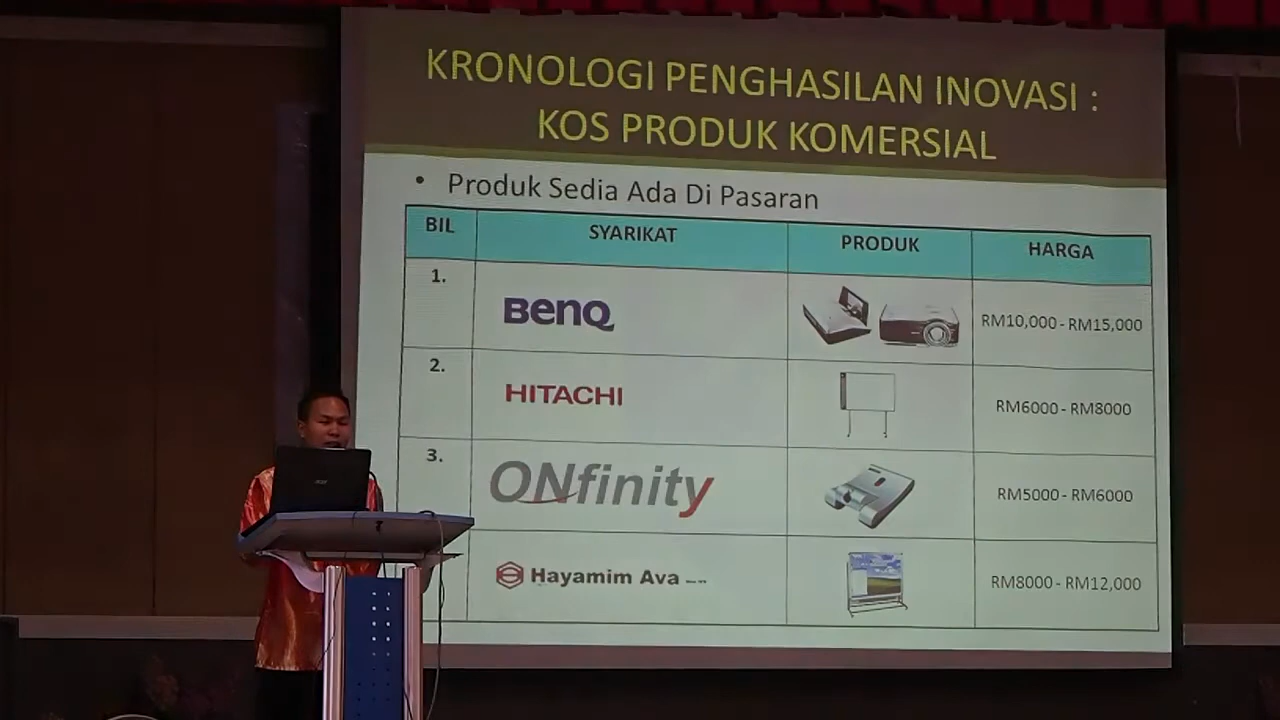 KRONOLOGI PENGHASILAN INOVASI :
KOS PRODUK KOMERSIAL
• Produk Sedia Ada Di Pasaran
BIL SYARIKAT PRODUK HARGA
1. BenQ RM10,000 - RM15,000
2. HITACHI RM6000 - RM8000
3. ONfinity RM5000 - RM6000
Hayamim Ava RM8000 - RM12,000
acer